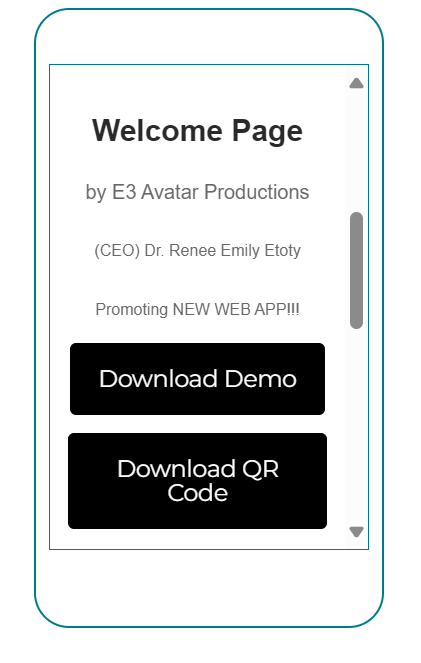 Welcome Page
by E3 Avatar Productions
(CEO) Dr. Renee Emily Etoty
Promoting NEW WEB APP!!!
Download Demo
Download QR
Code